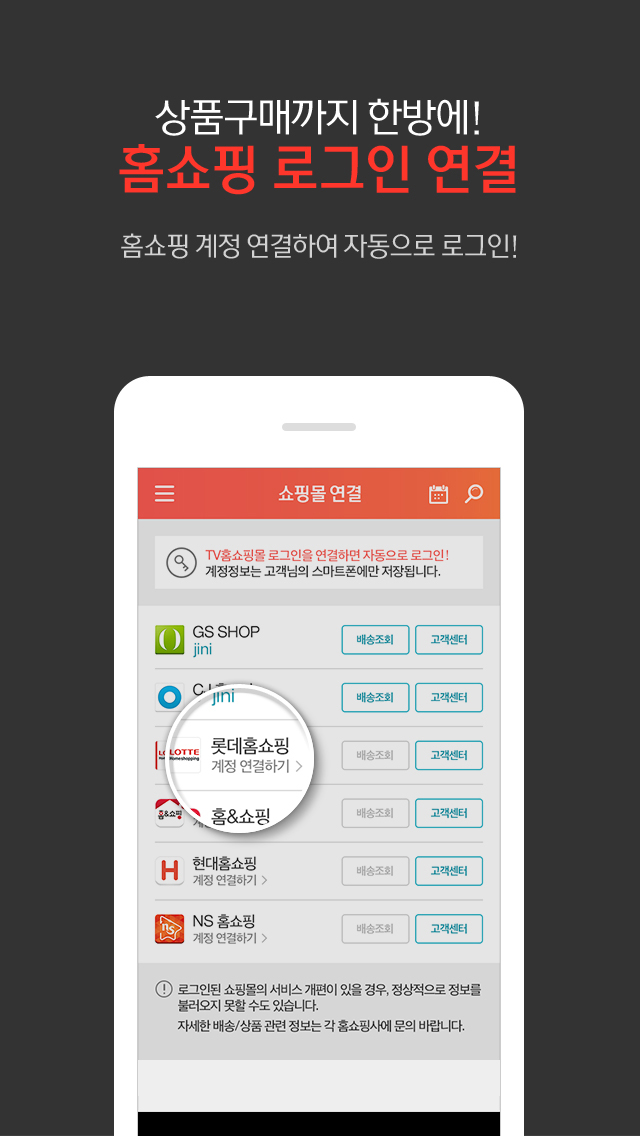 상품구매까지 한방에!
홈쇼핑 로그인 연결
홈쇼핑 계정 연결하여 자동으로 로그인!
쇼핑몰 연결
TV홈쇼핑몰 로그인을 연결하면 자동으로 로그인!
계정정보는 고객님의 스마트폰에만 저장됩니다.
GS SHOP
jini
배송조회 고객센터
CJ
jini
배송조회 고객센터
LOTTE
Homeshopping
롯데홈쇼핑
계정 연결하기 >
배송조회 고객센터
홈&쇼핑
홈&쇼핑
배송조회 고객센터
H
현대홈쇼핑
계정 연결하기 >
배송조회 고객센터
ns
NS 홈쇼핑
계정 연결하기 >
배송조회 고객센터
로그인된 쇼핑몰의 서비스 개편이 있을 경우, 정상적으로 정보를
불러오지 못할 수도 있습니다.
자세한 배송/상품 관련 정보는 각 홈쇼핑사에 문의 바랍니다.